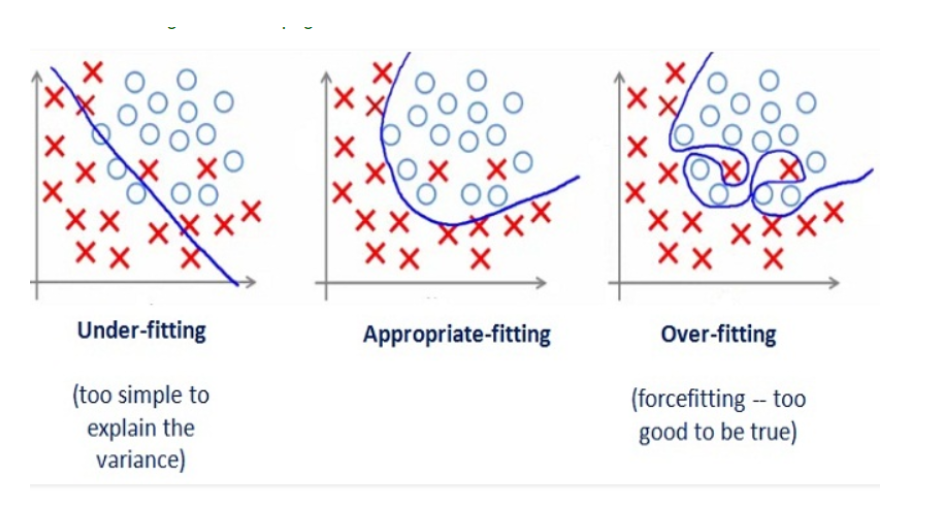 Under-fitting
Appropriate-fitting
Over-fitting
(too simple to
explain the
variance)
(forcefitting -- too
good to be true)